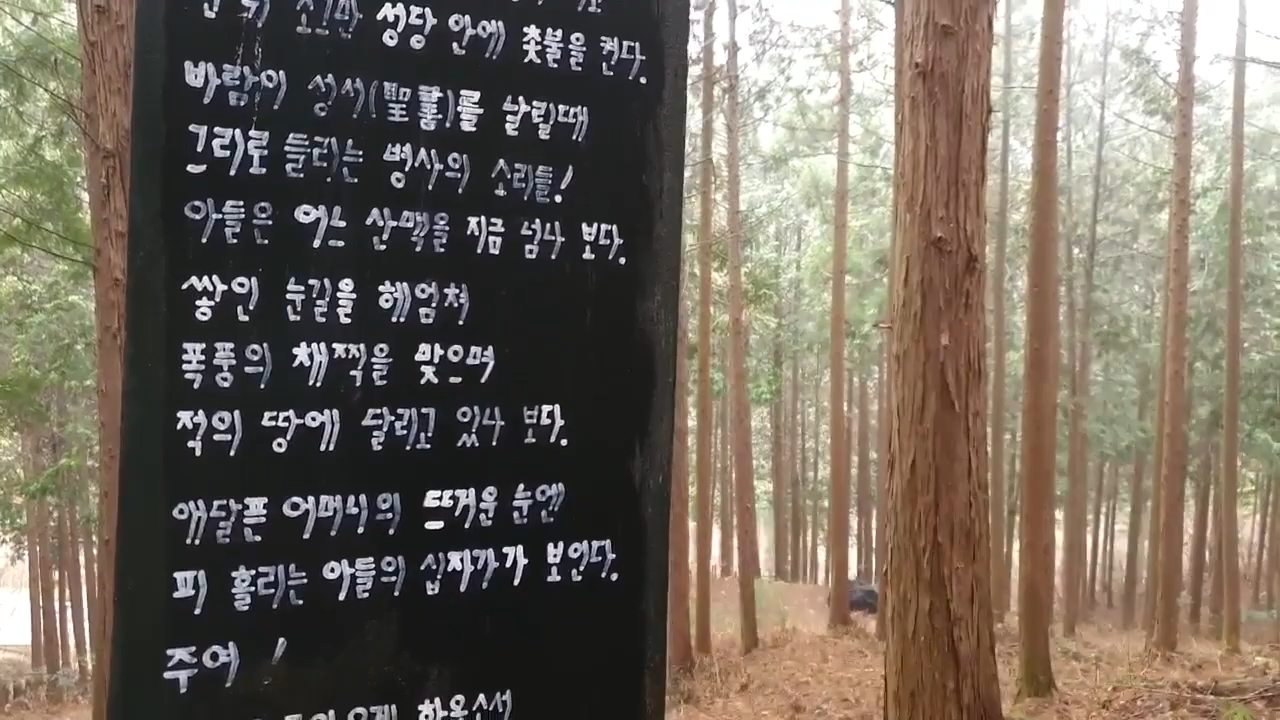 성당 안에 촛불을 켠다.
바람이 성서(聖書)를 날릴때
그리로 들리는 병사의 소리들!
아들은 어느 산맥을 지금 넘나 보다.
쌓인 눈길을 헤엄쳐
폭풍의 채찍을 맞으며
적의 땅에 달리고 있나 보다.
애달픈 어머니의 뜨거운 눈엔
피 흘리는 아들의 십자가가 보인다.
주여!
하옵소서